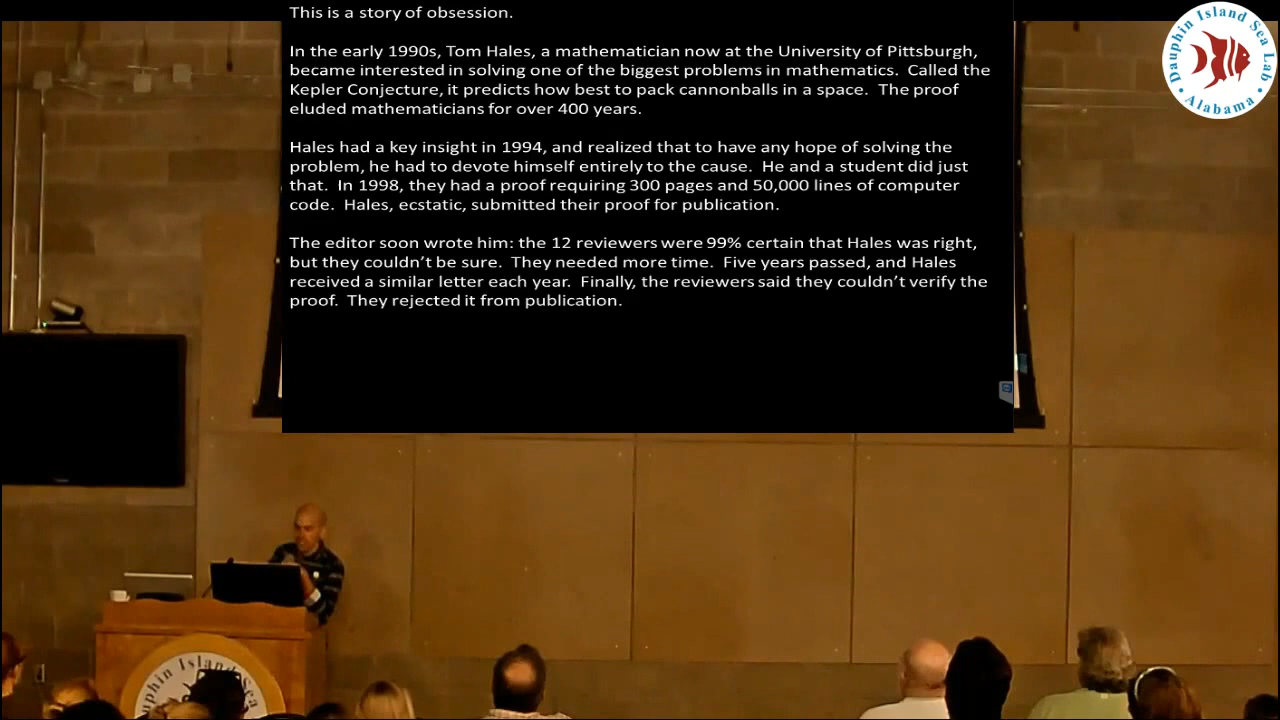 This is a story of obsession.
In the early 1990s, Tom Hales, a mathematician now at the University of Pittsburgh,
became interested in solving one of the biggest problems in mathematics.  Called the
Kepler Conjecture, it predicts how best to pack cannonballs in a space.  The proof
eluded mathematicians for over 400 years.
Hales had a key insight in 1994, and realized that to have any hope of solving the
problem, he had to devote himself entirely to the cause.  He and a student did just
that.  In 1998, they had a proof requiring 300 pages and 50,000 lines of computer
code.  Hales, ecstatic, submitted their proof for publication.
The editor soon wrote him: the 12 reviewers were 99% certain that Hales was right,
but they couldn’t be sure.  They needed more time.  Five years passed, and Hales
received a similar letter each year.  Finally, the reviewers said they couldn’t verify the
proof.  They rejected it from publication.
Dauphin Island Sea Lab
Alabama
Dauphin Island Sea